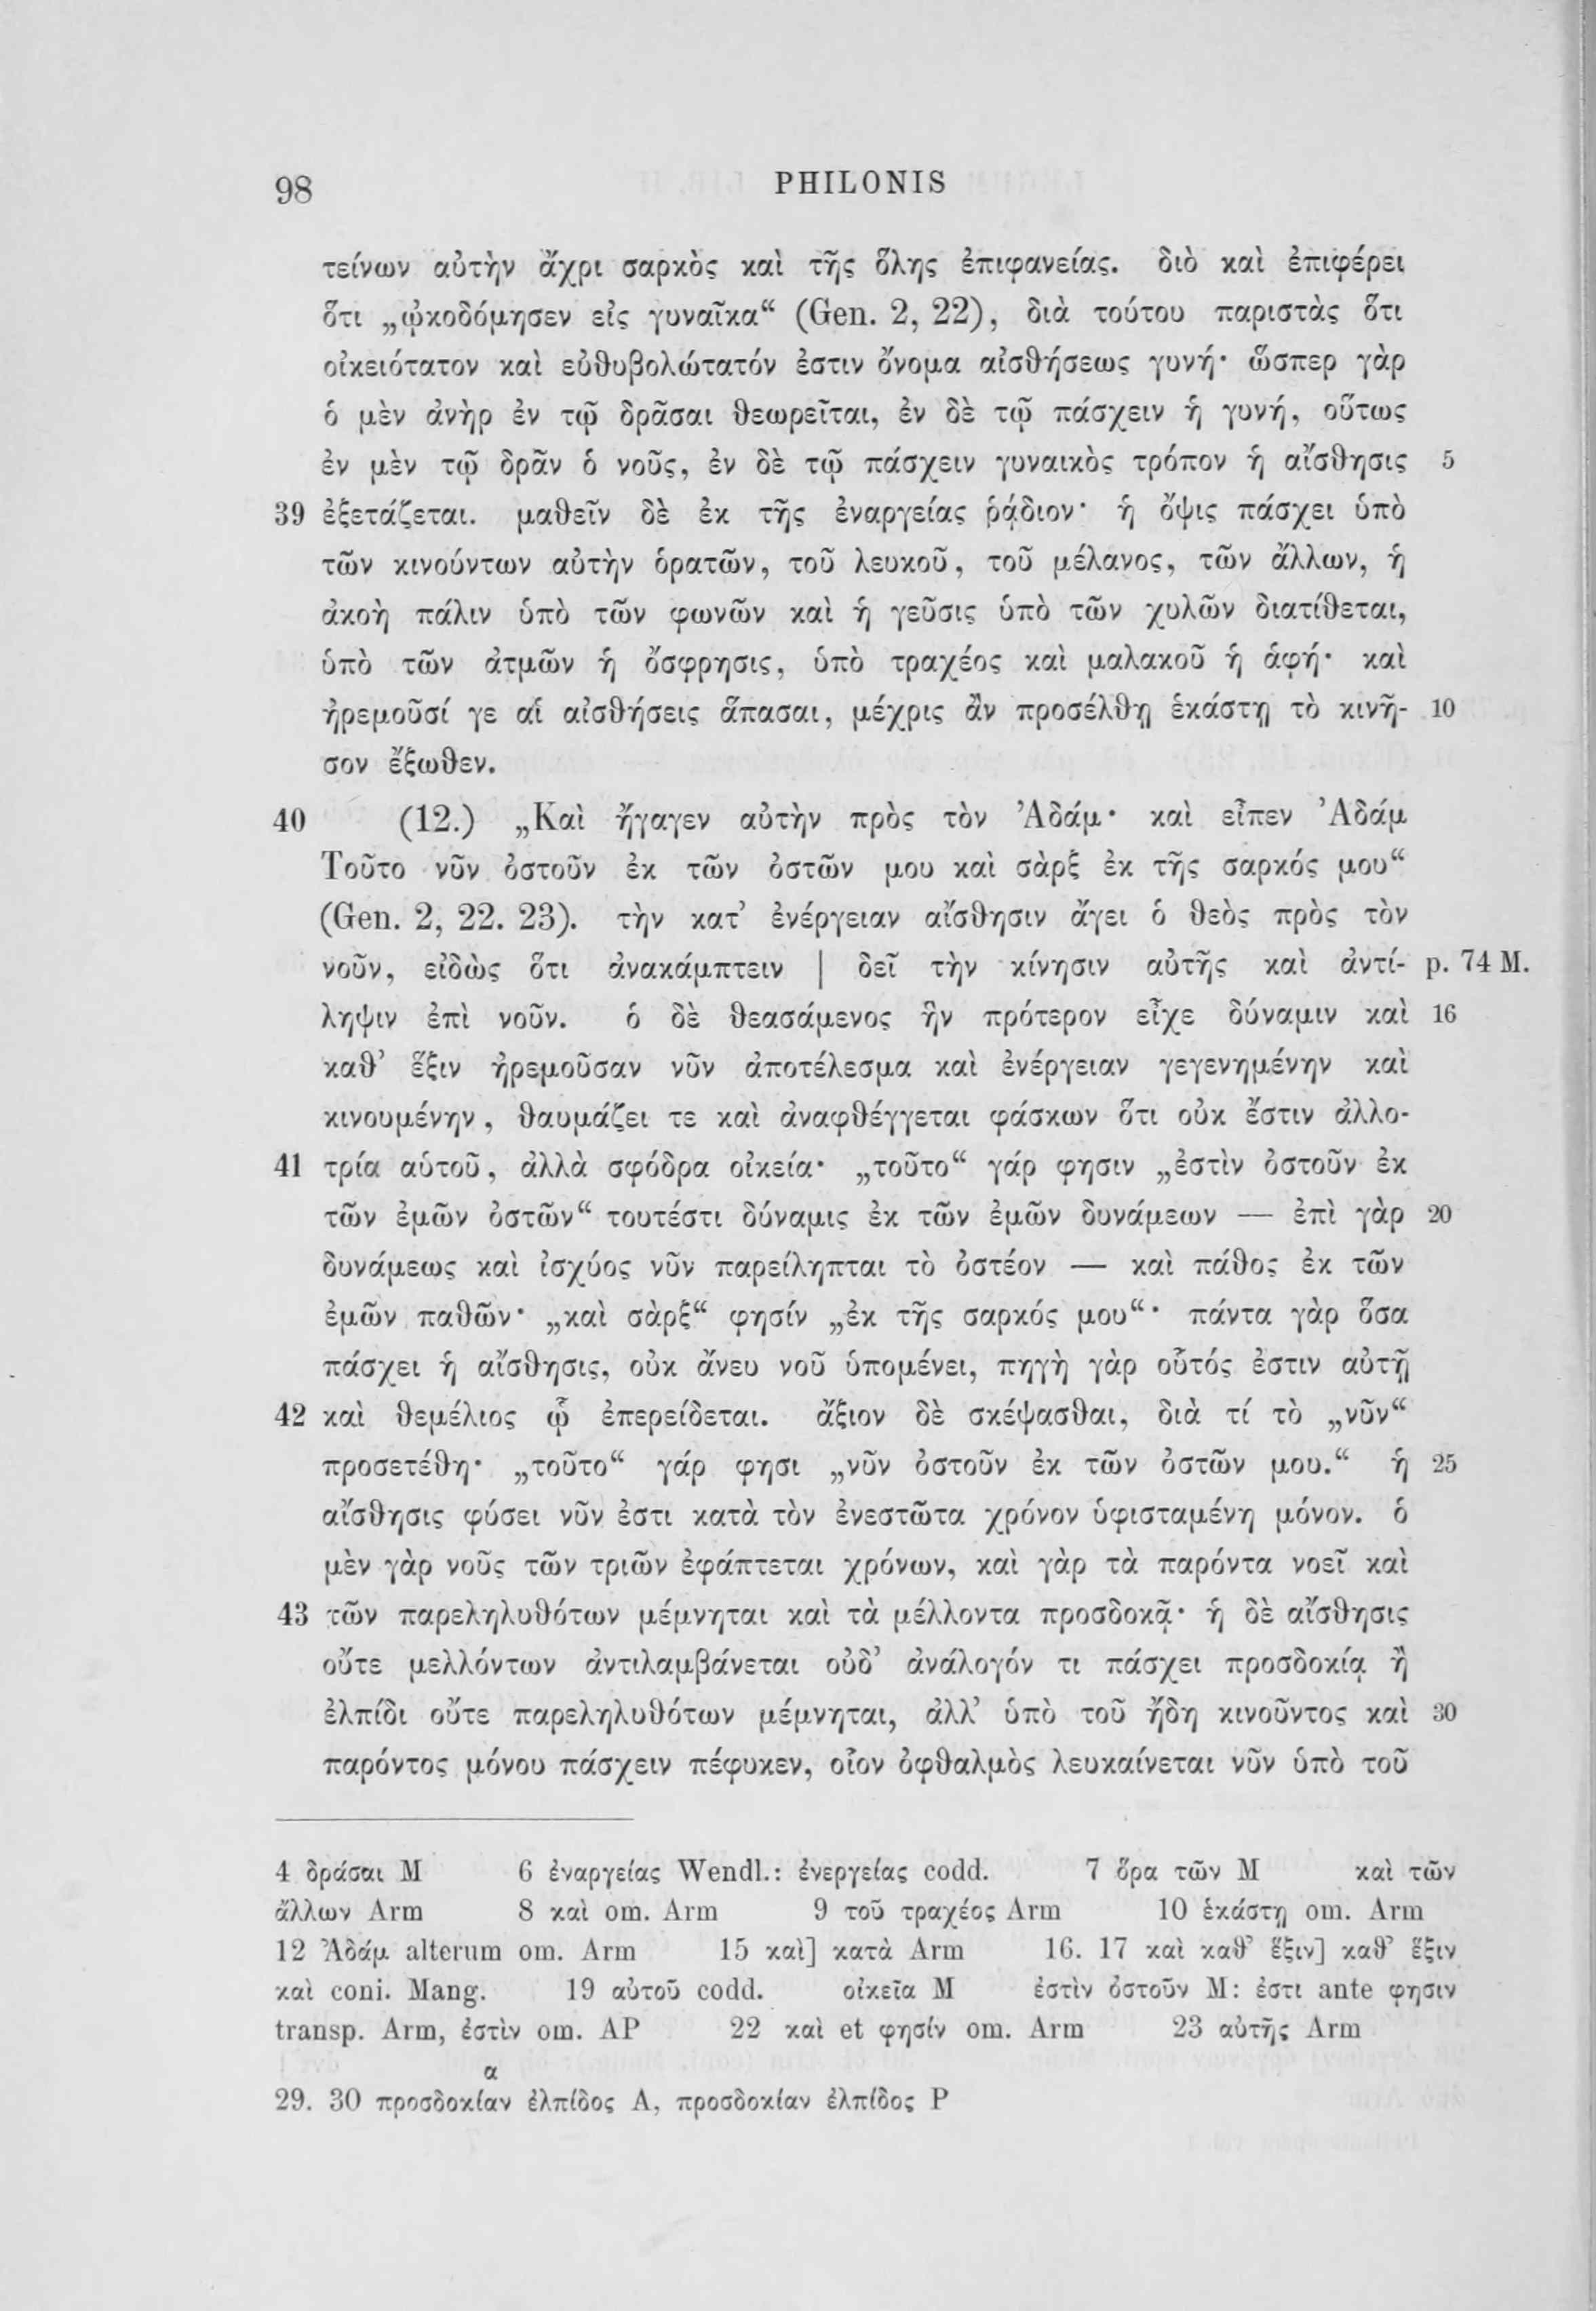 98 PHILONIS
τείνων αὐτὴν ἄχρι σαρκὸς καὶ τῆς ὅλης ἐπιφανείας. διὸ καὶ ἐπιφέρει
ὅτι „ᾠκοδόμησεν εἰς γυναῖκα“ (Gen. 2, 22), διὰ τούτου παριστὰς ὅτι
οἰκειότατον καὶ εὐθυβολώτατόν ἐστιν ὄνομα αἰσθήσεως γυνή· ὥσπερ γὰρ
ὁ μὲν ἀνὴρ ἐν τῷ δρᾶσαι θεωρεῖται, ἐν δὲ τῷ πάσχειν ἡ γυνή, οὕτως
ἐν μὲν τῷ δρᾶν ὁ νοῦς, ἐν δὲ τῷ πάσχειν γυναικὸς τρόπον ἡ αἴσθησις 5
39 ἐξετάζεται. μαθεῖν δὲ ἐκ τῆς ἐναργείας ῥᾴδιον· ἡ ὄψις πάσχει ὑπὸ
τῶν κινούντων αὐτὴν ὁρατῶν, τοῦ λευκοῦ, τοῦ μέλανος, τῶν ἄλλων, ἡ
ἀκοὴ πάλιν ὑπὸ τῶν φωνῶν καὶ ἡ γεῦσις ὑπὸ τῶν χυλῶν διατίθεται,
ὑπὸ τῶν ἀτμῶν ἡ ὄσφρησις, ὑπὸ τραχέος καὶ μαλακοῦ ἡ ἁφή· καὶ
ἠρεμοῦσί γε αἱ αἰσθήσεις ἅπασαι, μέχρις ἂν προσέλθῃ ἑκάστῃ τὸ κινῆ- 10
σον ἔξωθεν.
40 (12.) „Καὶ ἤγαγεν αὐτὴν πρὸς τὸν Ἀδάμ· καὶ εἶπεν Ἀδάμ
Τοῦτο νῦν ὀστοῦν ἐκ τῶν ὀστῶν μου καὶ σὰρξ ἐκ τῆς σαρκός μου“
(Gen. 2, 22. 23). τὴν κατ’ ἐνέργειαν αἴσθησιν ἄγει ὁ θεὸς πρὸς τὸν
νοῦν, εἰδὼς ὅτι ἀνακάμπτειν | δεῖ τὴν κίνησιν αὐτῆς καὶ ἀντί- p. 74 M.
ληψιν ἐπὶ νοῦν. ὁ δὲ θεασάμενος ἣν πρότερον εἶχε δύναμιν καὶ 16
καθ’ ἕξιν ἠρεμοῦσαν νῦν ἀποτέλεσμα καὶ ἐνέργειαν γεγενημένην καὶ
κινουμένην, θαυμάζει τε καὶ ἀναφθέγγεται φάσκων ὅτι οὐκ ἔστιν ἀλλο-
41 τρία αὑτοῦ, ἀλλὰ σφόδρα οἰκεία· „τοῦτο“ γάρ φησιν „ἐστὶν ὀστοῦν ἐκ
τῶν ἐμῶν ὀστῶν“ τουτέστι δύναμις ἐκ τῶν ἐμῶν δυνάμεων — ἐπὶ γὰρ 20
δυνάμεως καὶ ἰσχύος νῦν παρείληπται τὸ ὀστέον — καὶ πάθος ἐκ τῶν
ἐμῶν παθῶν· „καὶ σὰρξ“ φησίν „ἐκ τῆς σαρκός μου“· πάντα γὰρ ὅσα
πάσχει ἡ αἴσθησις, οὐκ ἄνευ νοῦ ὑπομένει, πηγὴ γὰρ οὗτός ἐστιν αὐτῇ
42 καὶ θεμέλιος ᾧ ἐπερείδεται. ἄξιον δὲ σκέψασθαι, διὰ τί τὸ „νῦν“
προσετέθη· „τοῦτο“ γάρ φησι „νῦν ὀστοῦν ἐκ τῶν ὀστῶν μου.“ ἡ 25
αἴσθησις φύσει νῦν ἐστι κατὰ τὸν ἐνεστῶτα χρόνον ὑφισταμένη μόνον. ὁ
μὲν γὰρ νοῦς τῶν τριῶν ἐφάπτεται χρόνων, καὶ γὰρ τὰ παρόντα νοεῖ καὶ
43 τῶν παρεληλυθότων μέμνηται καὶ τὰ μέλλοντα προσδοκᾷ· ἡ δὲ αἴσθησις
οὔτε μελλόντων ἀντιλαμβάνεται οὐδ’ ἀνάλογόν τι πάσχει προσδοκίᾳ ἢ
ἐλπίδι οὔτε παρεληλυθότων μέμνηται, ἀλλ’ ὑπὸ τοῦ ἤδη κινοῦντος καὶ 30
παρόντος μόνου πάσχειν πέφυκεν, οἷον ὀφθαλμὸς λευκαίνεται νῦν ὑπὸ τοῦ
4 δράσαι M 6 ἐναργείας Wendl.: ἐνεργείας codd. 7 ὅρα τῶν M καὶ τῶν
ἄλλων Arm 8 καὶ om. Arm 9 τοῦ τραχέος Arm 10 ἑκάστῃ om. Arm
12 Ἀδάμ alterum om. Arm 15 καὶ] κατὰ Arm 16. 17 καὶ καθ’ ἕξιν] καθ’ ἕξιν
καὶ coni. Mang. 19 αὐτοῦ codd. οἰκεῖα M ἐστὶν ὀστοῦν M: ἐστι ante φησιν
transp. Arm, ἐστὶν om. AP 22 καὶ et φησίν om. Arm 23 αὐτῆς Arm
α
29. 30 προσδοκίαν ἐλπίδος A, προσδοκίαν ἐλπίδος P